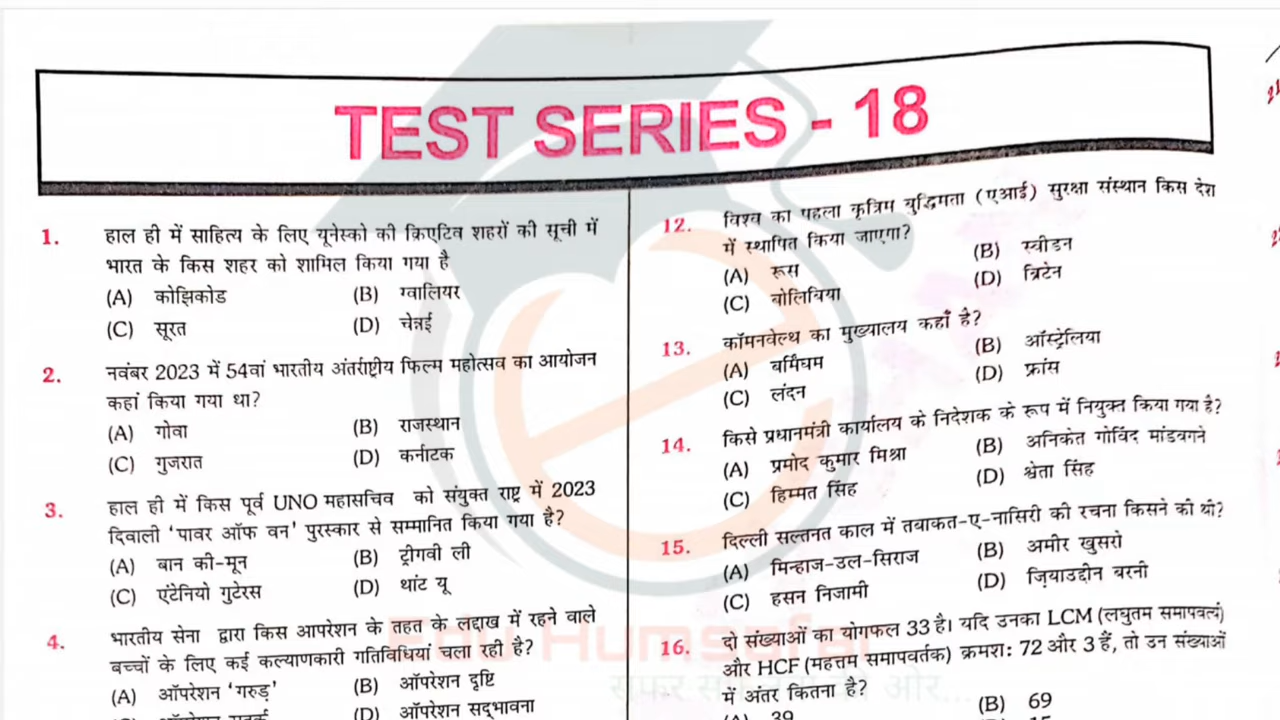 TEST SERIES - 18
1. हाल ही में साहित्य के लिए यूनेस्को की क्रिएटिव शहरों की सूची में
भारत के किस शहर को शामिल किया गया है
(A) कोझिकोड (B) ग्वालियर
(C) सूरत (D) चेन्नई
2. नवंबर 2023 में 54वां भारतीय अंतर्राष्ट्रीय फिल्म महोत्सव का आयोजन
कहां किया गया था?
(A) गोवा (B) राजस्थान
(C) गुजरात (D) कर्नाटक
3. हाल ही में किस पूर्व UNO महासचिव को संयुक्त राष्ट्र में 2023
दिवाली ‘पावर ऑफ वन’ पुरस्कार से सम्मानित किया गया है?
(A) बान की-मून (B) ट्रीगवी ली
(C) एंटेनियो गुटेरस (D) थांट यू
4. भारतीय सेना द्वारा किस आपरेशन के तहत के लद्दाख में रहने वाले
बच्चों के लिए कई कल्याणकारी गतिविधियां चला रही है?
(A) ऑपरेशन ‘गरुड़’ (B) ऑपरेशन दृष्टि
(D) ऑपरेशन सद्भावना
12. विश्व का पहला कृत्रिम बुद्धिमता (एआई) सुरक्षा संस्थान किस देश
में स्थापित किया जाएगा?
(A) रूस (B) स्वीडन
(C) बोलिविया (D) ब्रिटेन
13. कॉमनवेल्थ का मुख्यालय कहाँ है?
(A) बर्मिंघम (B) ऑस्ट्रेलिया
(C) लंदन (D) फ्रांस
14. किसे प्रधानमंत्री कार्यालय के निदेशक के रूप में नियुक्त किया गया है?
(A) प्रमोद कुमार मिश्रा (B) अनिकेत गोविंद मांडवगने
(C) हिम्मत सिंह (D) श्वेता सिंह
15. दिल्ली सल्तनत काल में तबाकत-ए-नासिरी की रचना किसने की थी?
(A) मिन्हाज-उल-सिराज (B) अमीर खुसरो
(C) हसन निजामी (D) ज़ियाउद्दीन बरनी
16. दो संख्याओं का योगफल 33 है। यदि उनका LCM (लघुतम समापवर्त्य)
और HCF (महत्तम समापवर्तक) क्रमश: 72 और 3 हैं, तो उन संख्याओं
में अंतर कितना है?
(A) 39 (B) 69
Edu Humsafar